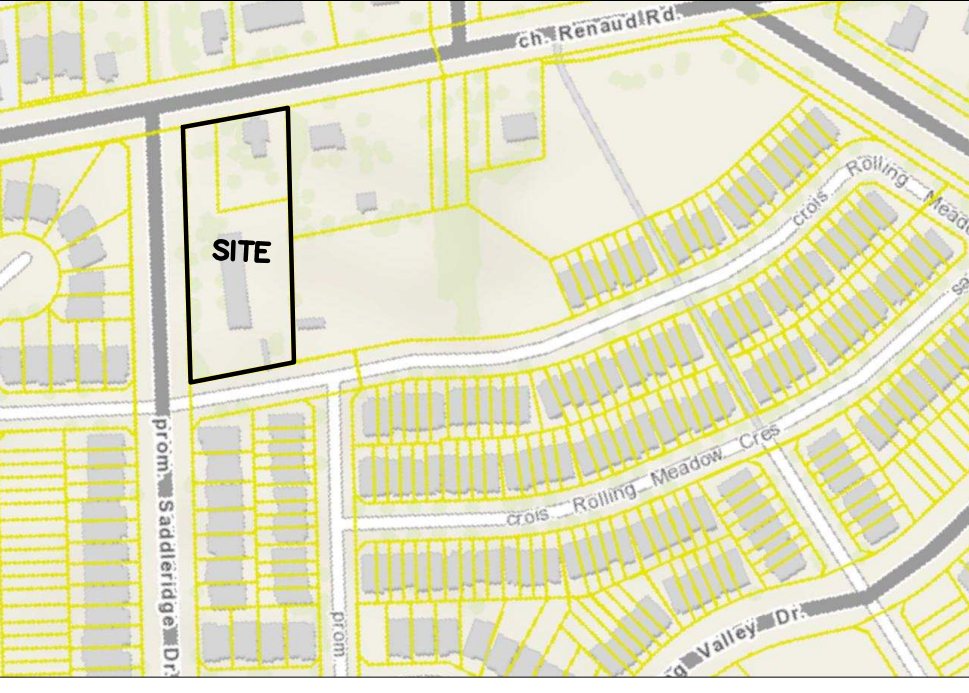 ch. Renaud Rd.
crois Rolling Meadow
SITE
prom. Saddleridge Dr.
crois Rolling Meadow Cres
prom
Valley Dr.